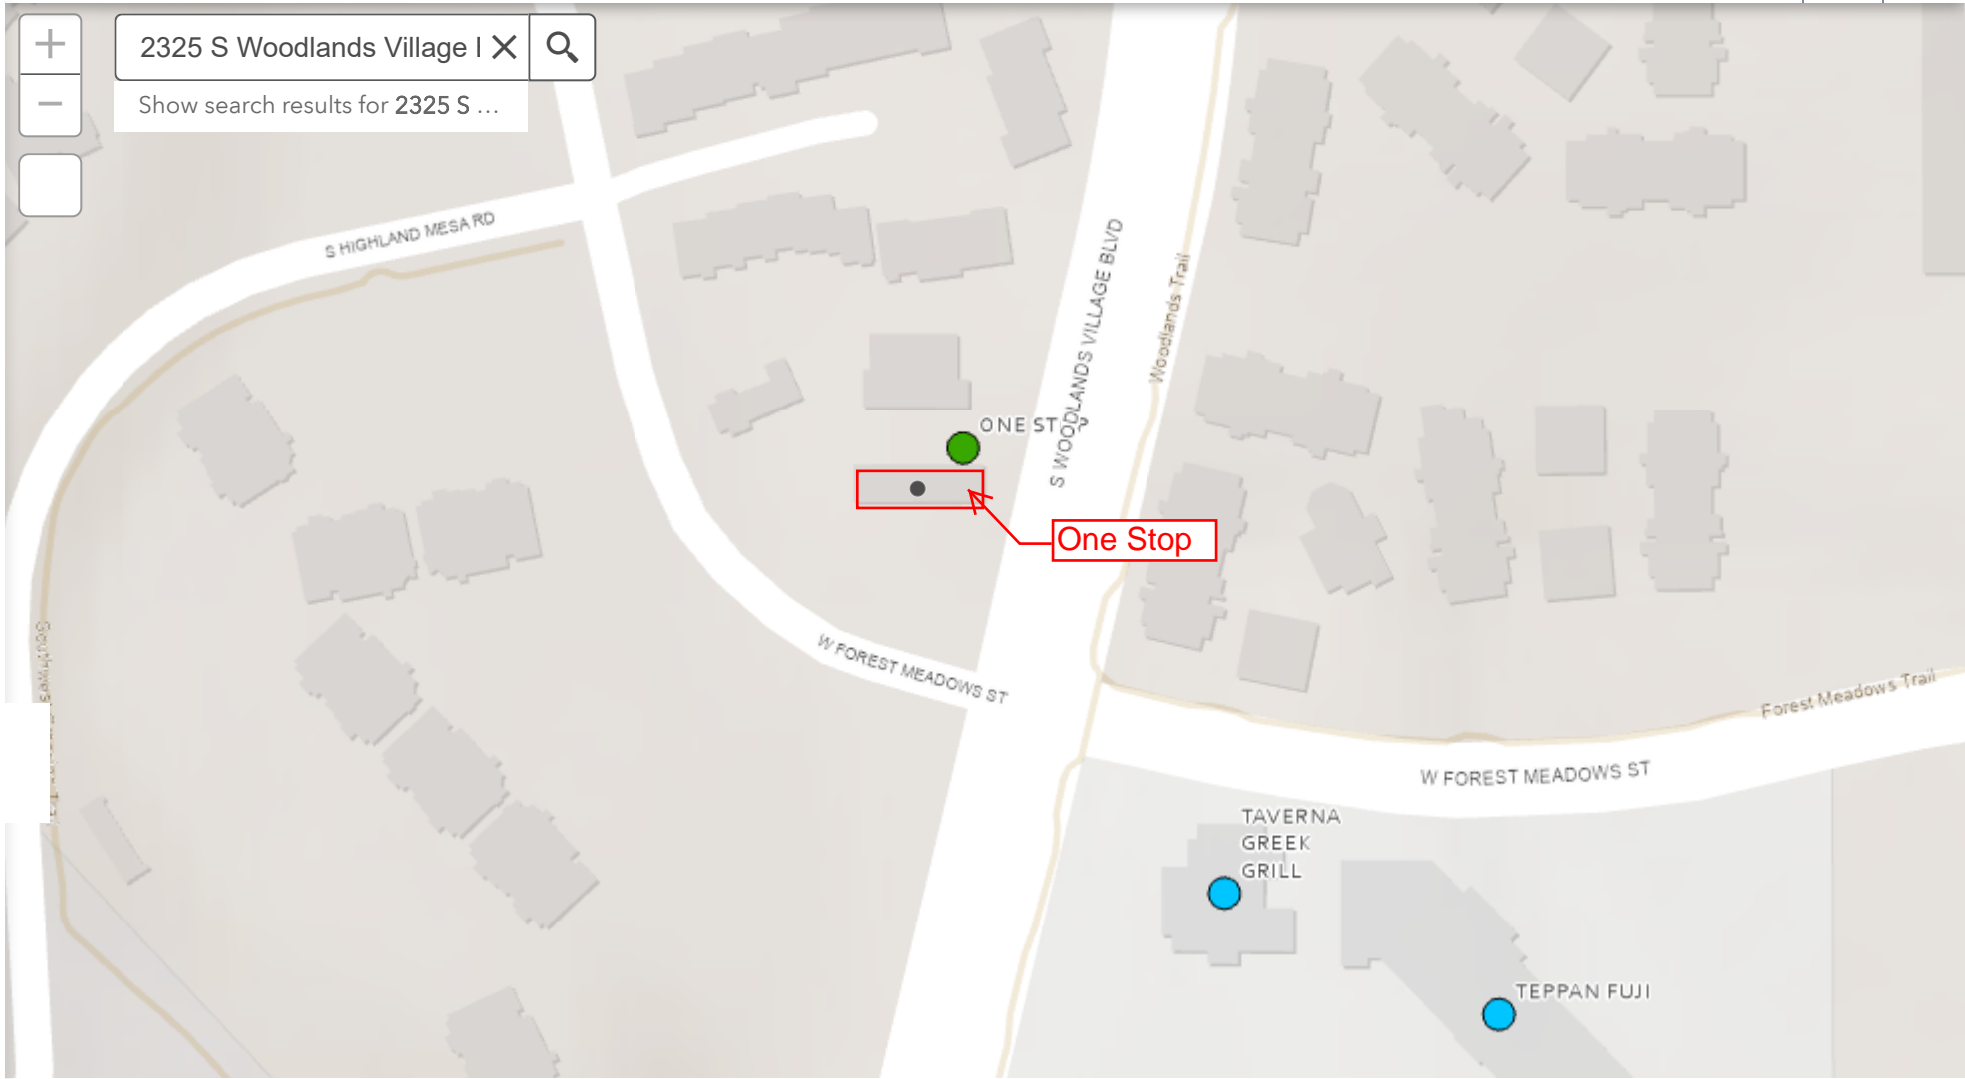 2325 S Woodlands Village
Show search results for 2325 S ...
S HIGHLAND MESA RD
S WOODLANDS VILLAGE BLVD
Woodlands Trail
ONE
One Stop
W FOREST MEADOWS ST
Forest Meadows Trail
W FOREST MEADOWS ST
TAVERNA
GREEK
GRILL
TEPPAN FUJI